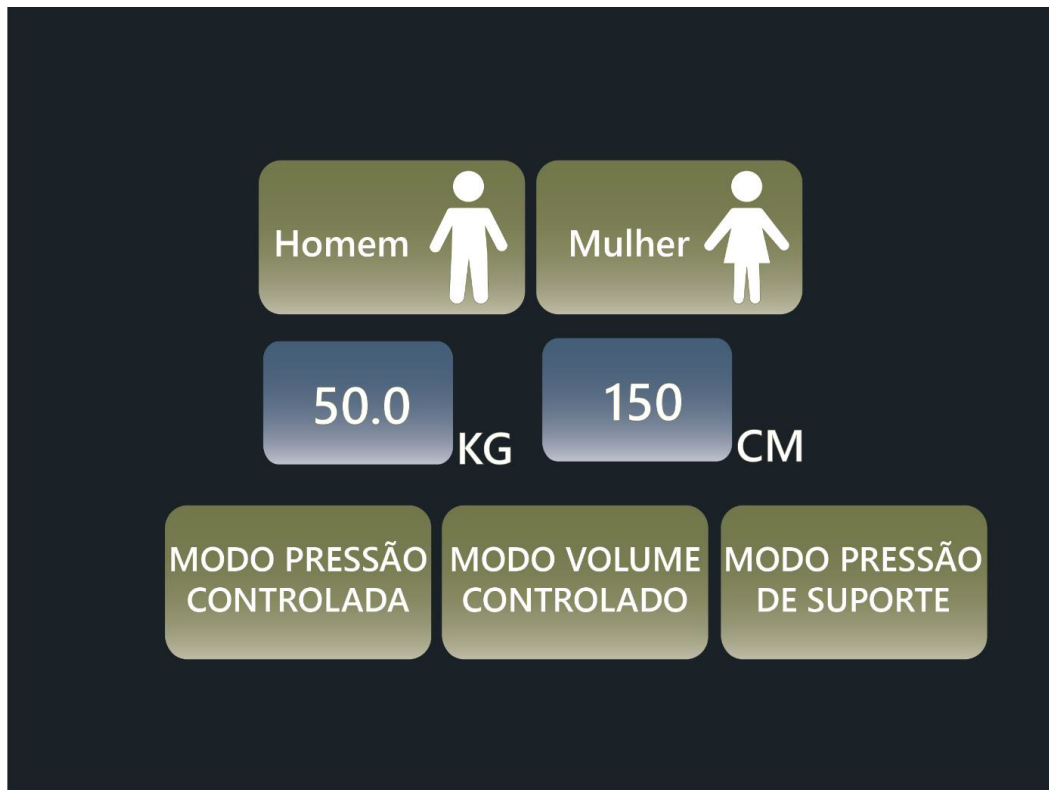 Homem
Mulher
50.0
KG
150
CM
MODO PRESSÃO
CONTROLADA
MODO VOLUME
CONTROLADO
MODO PRESSÃO
DE SUPORTE